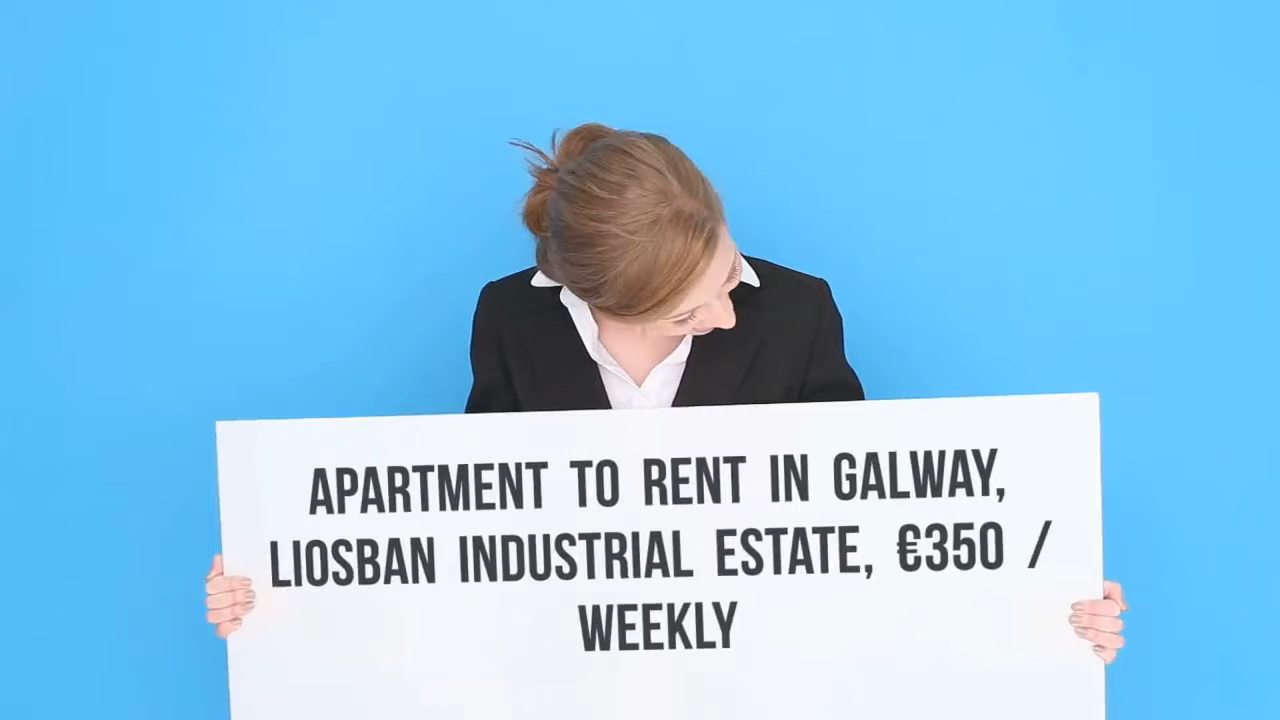 APARTMENT TO RENT IN GALWAY,
LIOSBAN INDUSTRIAL ESTATE, €350 /
WEEKLY